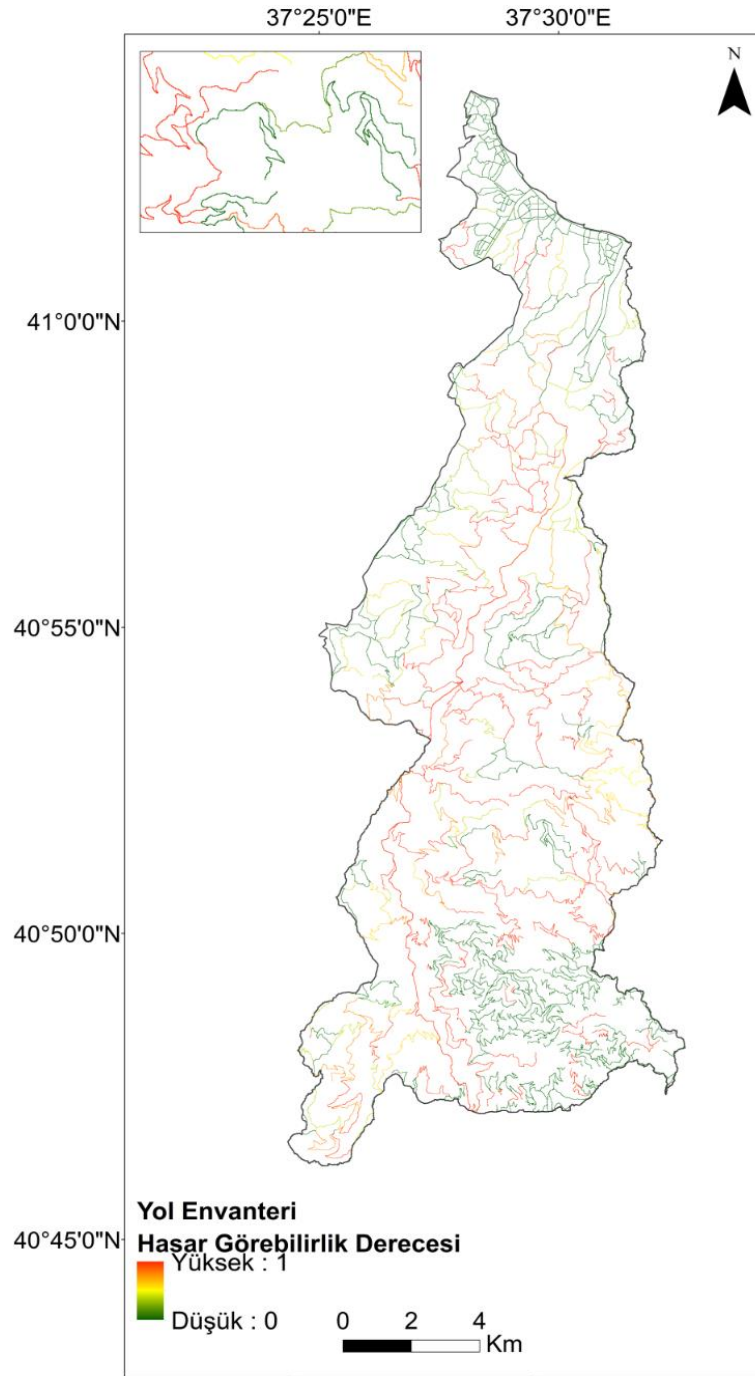 37°25'0"E 37°30'0"E
N
41°0'0"N
40°55'0"N
40°50'0"N
40°45'0"N
Yol Envanteri
Hasar Görebilirlik Derecesi
Yüksek : 1
Düşük : 0
0 2 4
Km